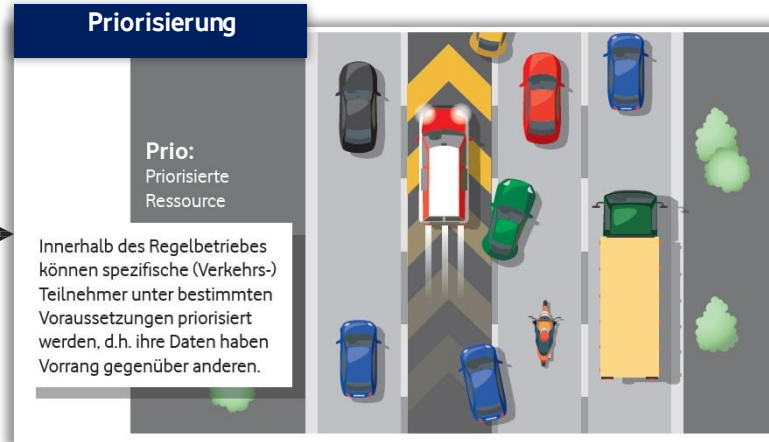 Priorisierung
Prio:
Priorisierte
Ressource
Innerhalb des Regelbetriebes
können spezifische (Verkehrs-)
Teilnehmer unter bestimmten
Voraussetzungen priorisiert
werden, d.h. ihre Daten haben
Vorrang gegenüber anderen.